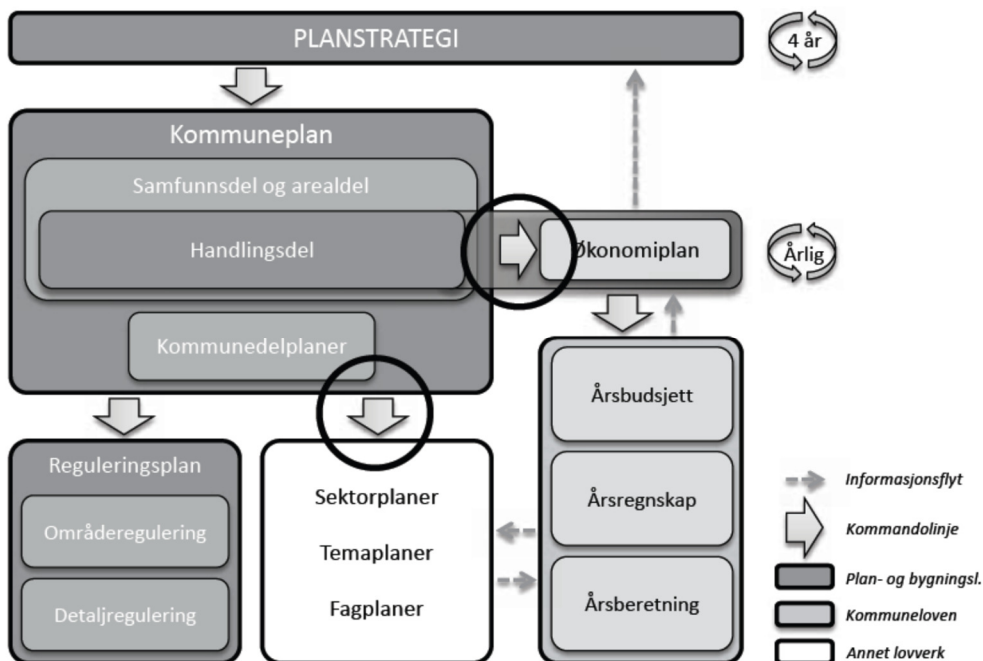 PLANSTRATEGI
4 år
Kommuneplan
Samfunnsdel og arealdel
Handlingsdel
Økonomiplan
Årlig
Kommunedelplaner
Årsbudsjett
Reguleringsplan
Områderegulering
Detaljregulering
Sektorplaner
Temaplaner
Fagplaner
Årsregnskap
Årsberetning
Informasjonsflyt
Kommandolinje
Plan- og bygningsl.
Kommuneloven
Annet lovverk